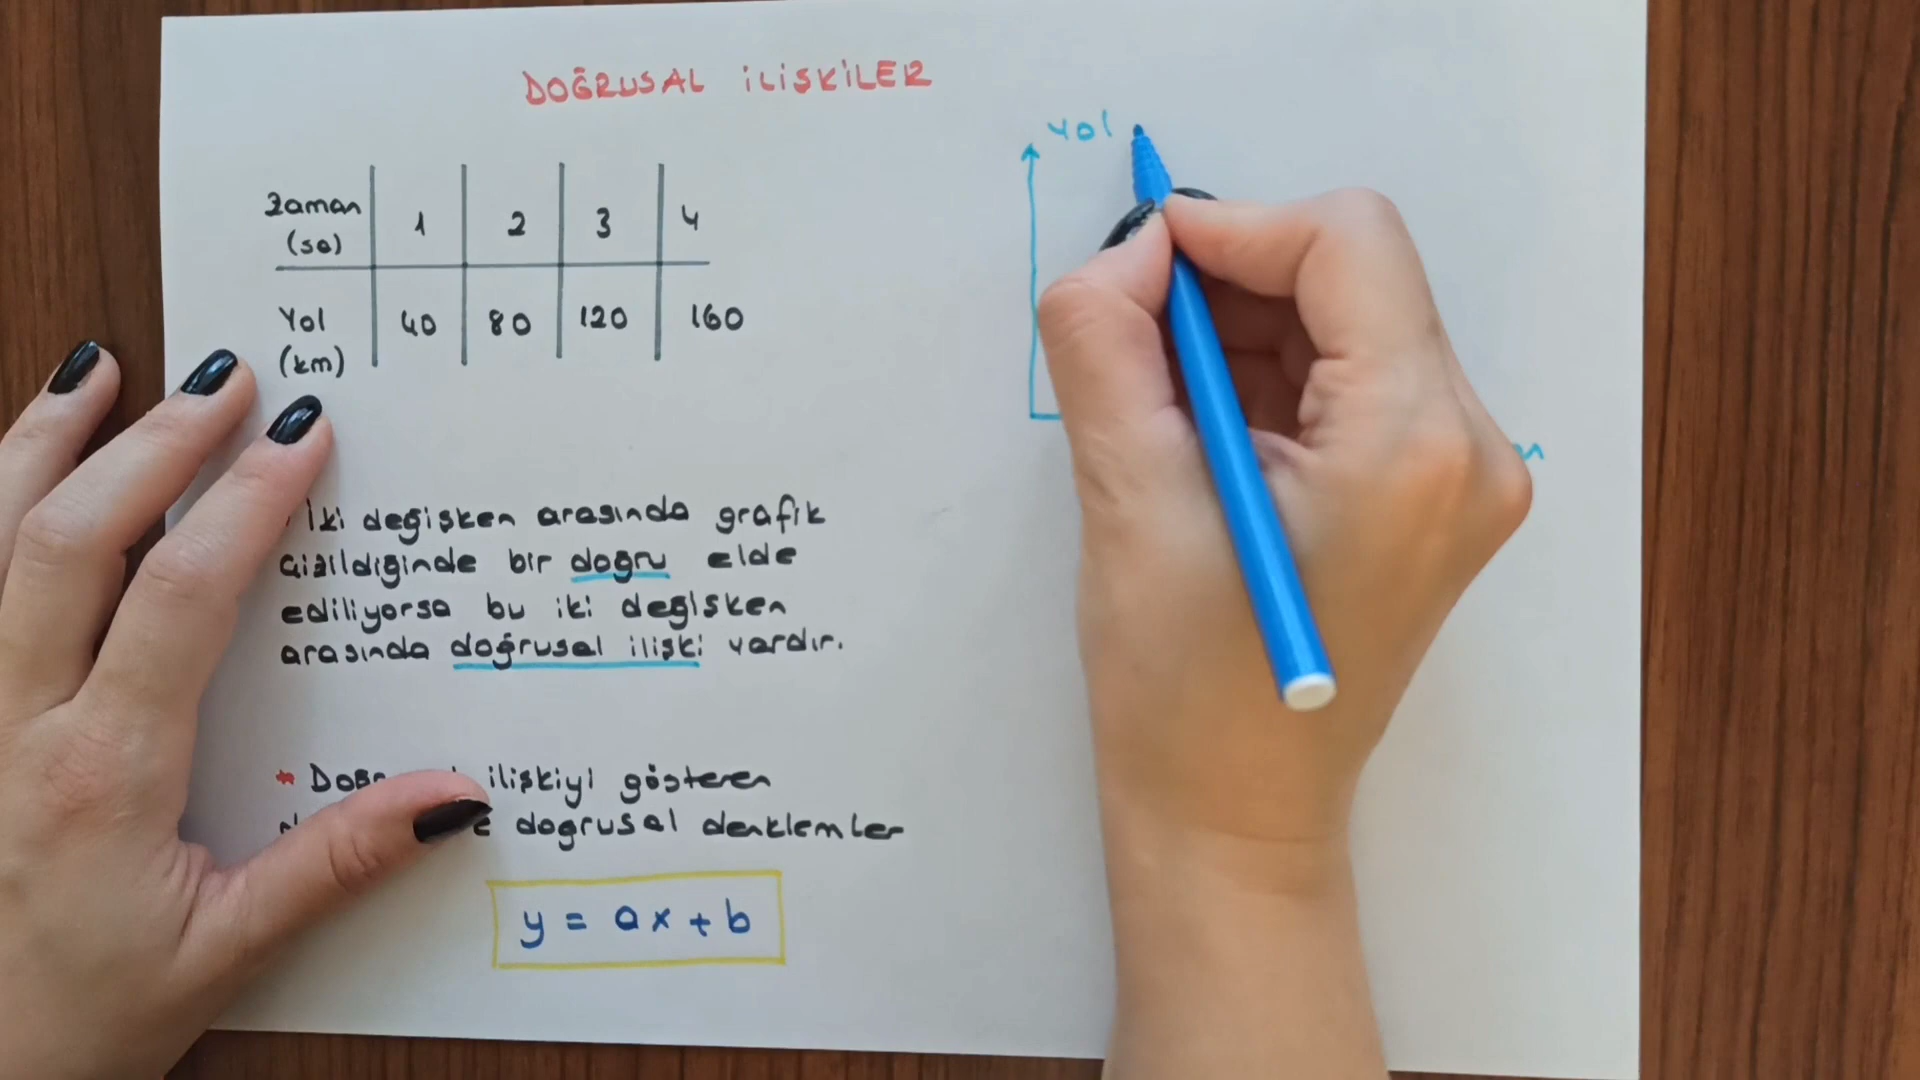 DOĞRUSAL İLİŞKİLER
Zaman (sa) 1 2 3 4
Yol (km) 40 80 120 160
Yol
İki değişken arasında grafik
çizildiğinde bir doğru elde
ediliyorsa bu iki değişken
arasında doğrusal ilişki vardır.
* ilişkiyi gösteren
doğrusal denklemler
y = ax + b